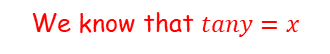 We know that tany = x